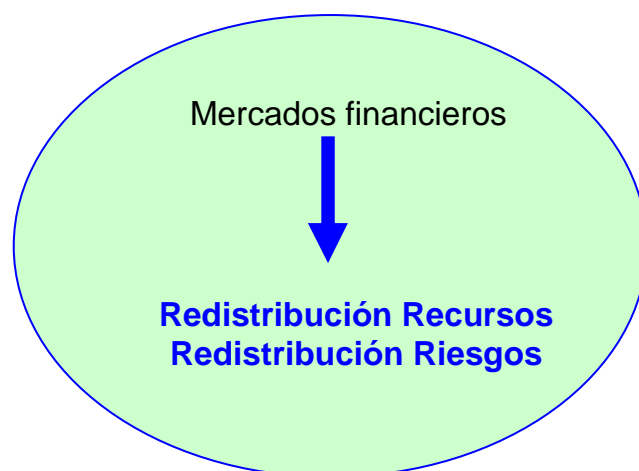 Mercados financieros
Redistribución Recursos
Redistribución Riesgos